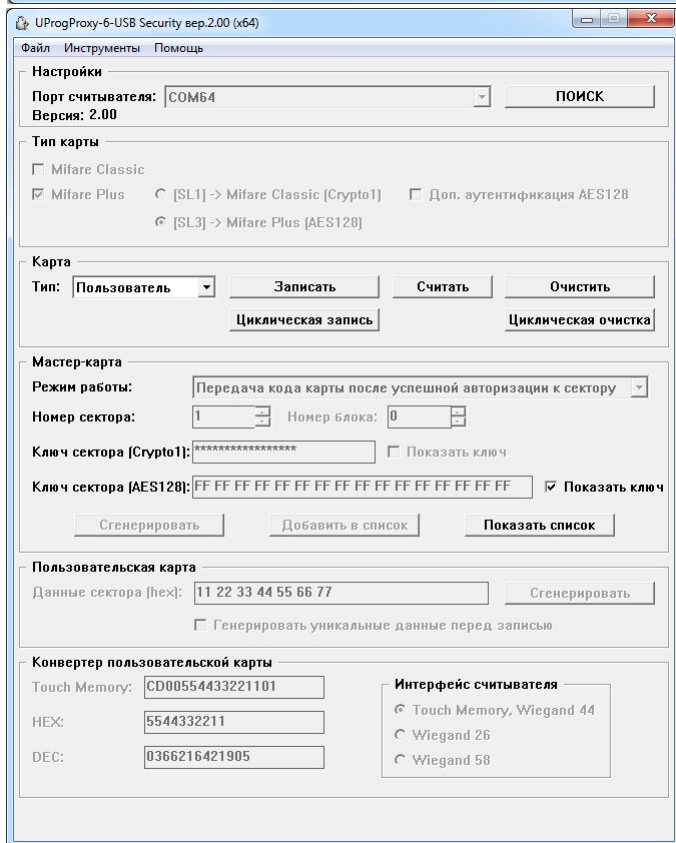 UProgProxy-6-USB Security вер.2.00 (x64)
Файл Инструменты Помощь
Настройки
Порт считывателя: COM64 ПОИСК
Версия: 2.00
Тип карты
Mifare Classic
Mifare Plus [SL1] -> Mifare Classic (Crypto1) Доп. аутентификация AES128
[SL3] -> Mifare Plus (AES128)
Карта
Тип: Пользователь Записать Считать Очистить
Циклическая запись Циклическая очистка
Мастер-карта
Режим работы: Передача кода карты после успешной авторизации к сектору
Номер сектора: 1 Номер блока: 0
Ключ сектора (Crypto1): ***************** Показать ключ
Ключ сектора (AES128): FF FF FF FF FF FF FF FF FF FF FF FF FF FF FF FF Показать ключ
Сгенерировать Добавить в список Показать список
Пользовательская карта
Данные сектора (hex): 11 22 33 44 55 66 77 Сгенерировать
Генерировать уникальные данные перед записью
Конвертер пользовательской карты
Touch Memory: CD00554433221101 Интерфейс считывателя
Touch Memory, Wiegand 44
HEX: 5544332211
Wiegand 26
DEC: 0366216421905
Wiegand 58